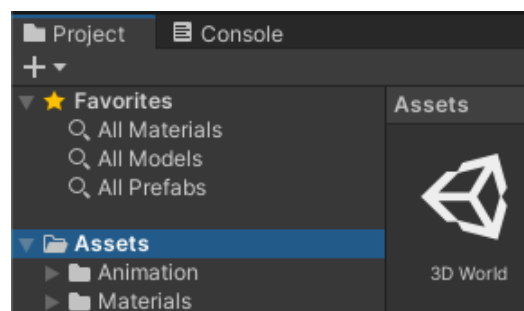 Project
Console
Favorites
All Materials
All Models
All Prefabs
Assets
Animation
Materials
Assets
3D World